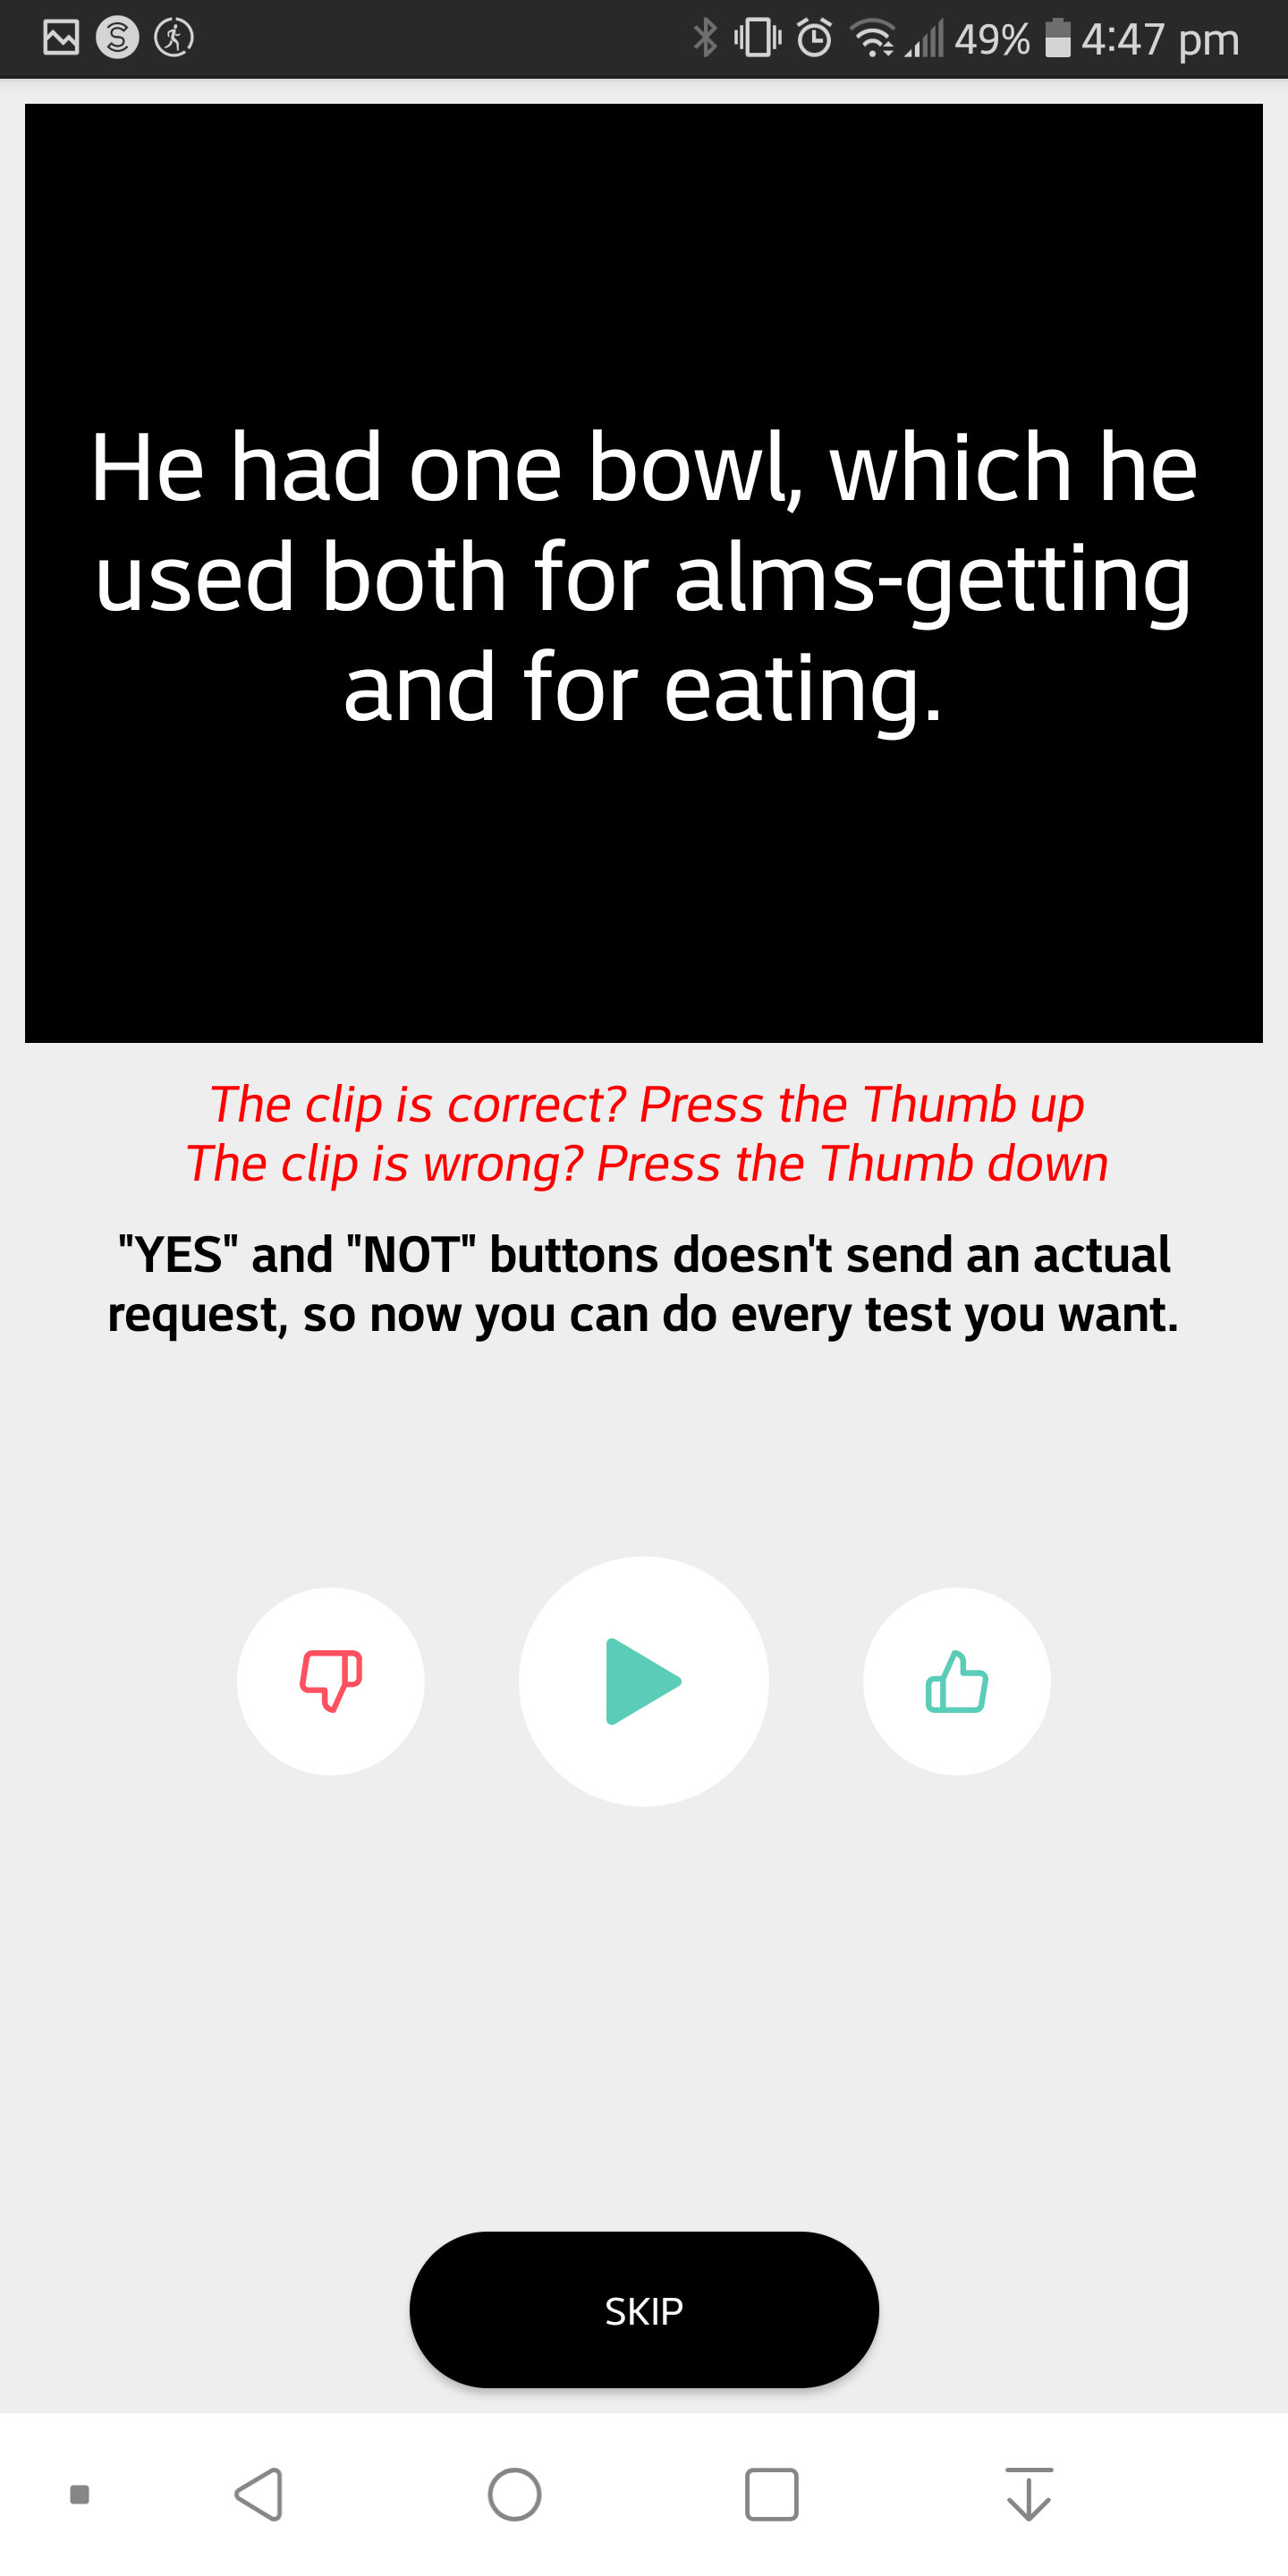 49% 4:47 pm
He had one bowl, which he
used both for alms-getting
and for eating.
The clip is correct? Press the Thumb up
The clip is wrong? Press the Thumb down
"YES" and "NOT" buttons doesn't send an actual
request, so now you can do every test you want.
SKIP